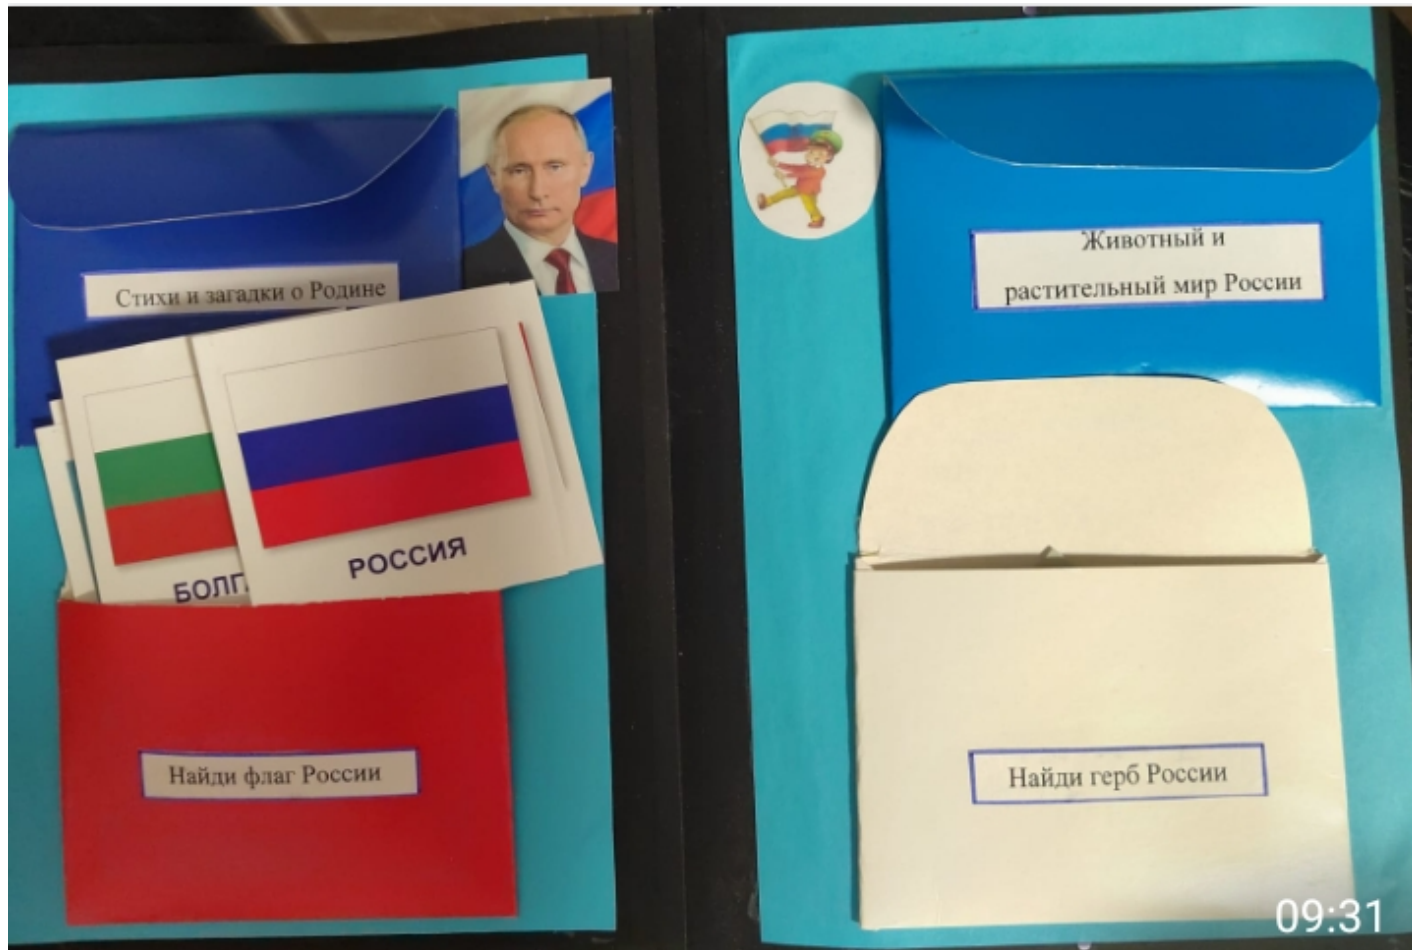 Стихи и загадки о Родине
БОЛГ
РОССИЯ
Найди флаг России
Животный и
растительный мир России
Найди герб России
09:31